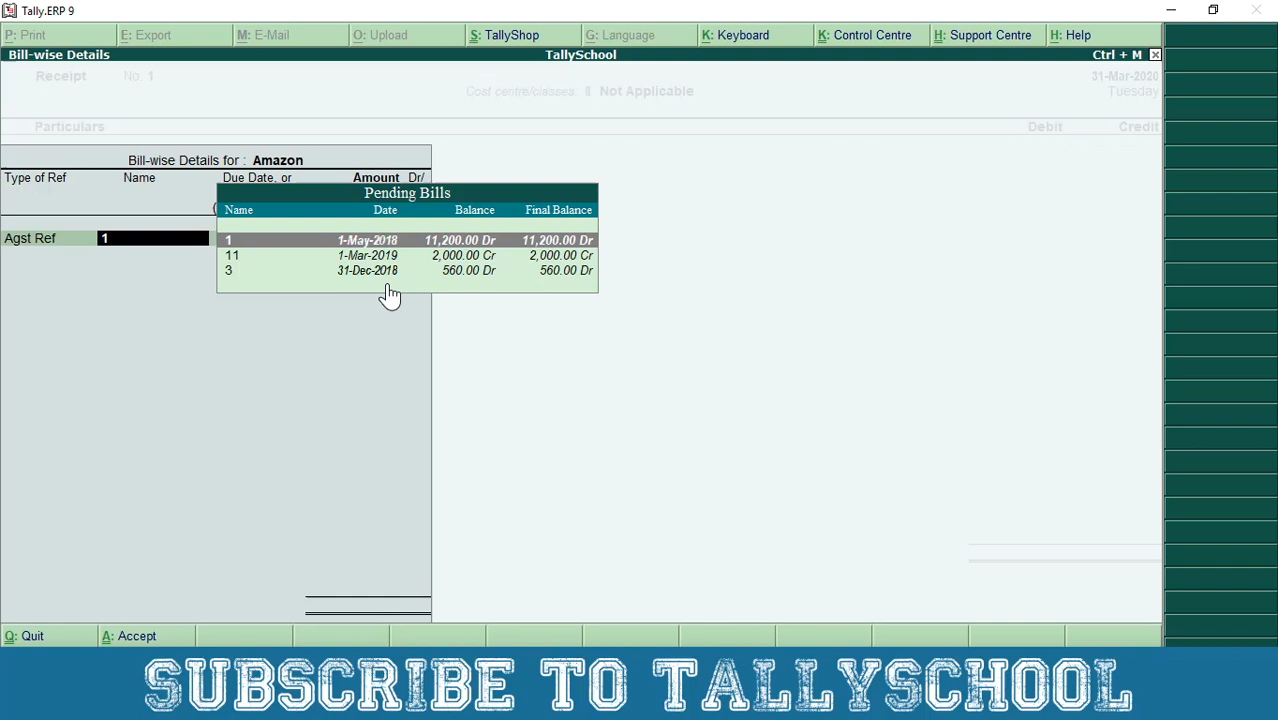 Tally.ERP 9
P: Print E: Export M: E-Mail O: Upload S: TallyShop G: Language K: Keyboard K: Control Centre H: Support Centre H: Help
Bill-wise Details TallySchool Ctrl + M
Receipt No. 1 31-Mar-2020
Cost centre/classes: Not Applicable Tuesday
Particulars Debit Credit
Bill-wise Details for : Amazon
Type of Ref Name Due Date, or Amount Dr/
Pending Bills
Name Date Balance Final Balance
Agst Ref 1
1 1-May-2018 11,200.00 Dr 11,200.00 Dr
11 1-Mar-2019 2,000.00 Cr 2,000.00 Cr
3 31-Dec-2018 560.00 Dr 560.00 Dr
Q: Quit A: Accept
SUBSCRIBE TO TALLYSCHOOL